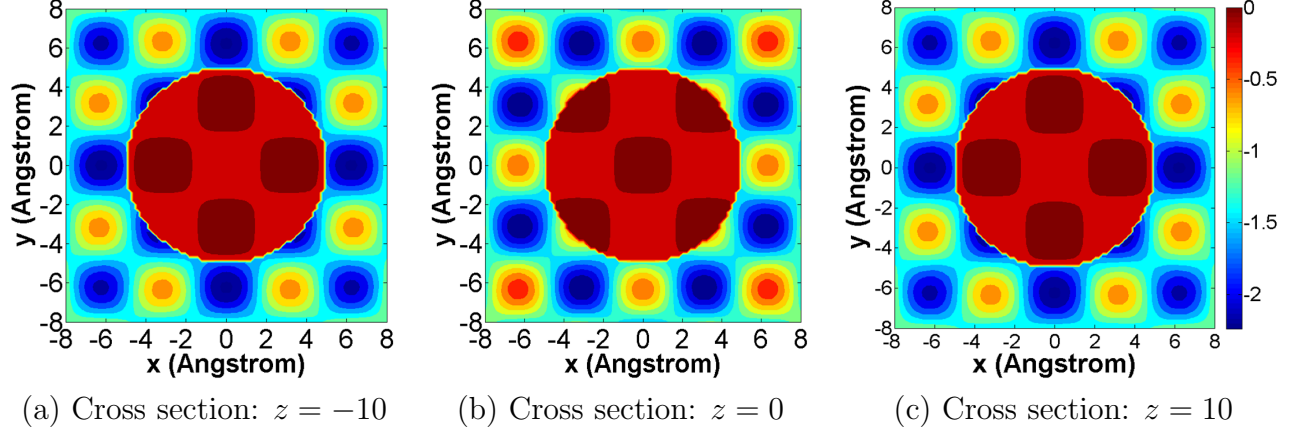 8
6
4
2
0
-2
-4
-6
-8
y (Angstrom)
-8 -6 -4 -2 0 2 4 6 8
x (Angstrom)
(a) Cross section: z = −10
8
6
4
2
0
-2
-4
-6
-8
y (Angstrom)
-8 -6 -4 -2 0 2 4 6 8
x (Angstrom)
(b) Cross section: z = 0
8
6
4
2
0
-2
-4
-6
-8
y (Angstrom)
-8 -6 -4 -2 0 2 4 6 8
x (Angstrom)
0
-0.5
-1
-1.5
-2
(c) Cross section: z = 10